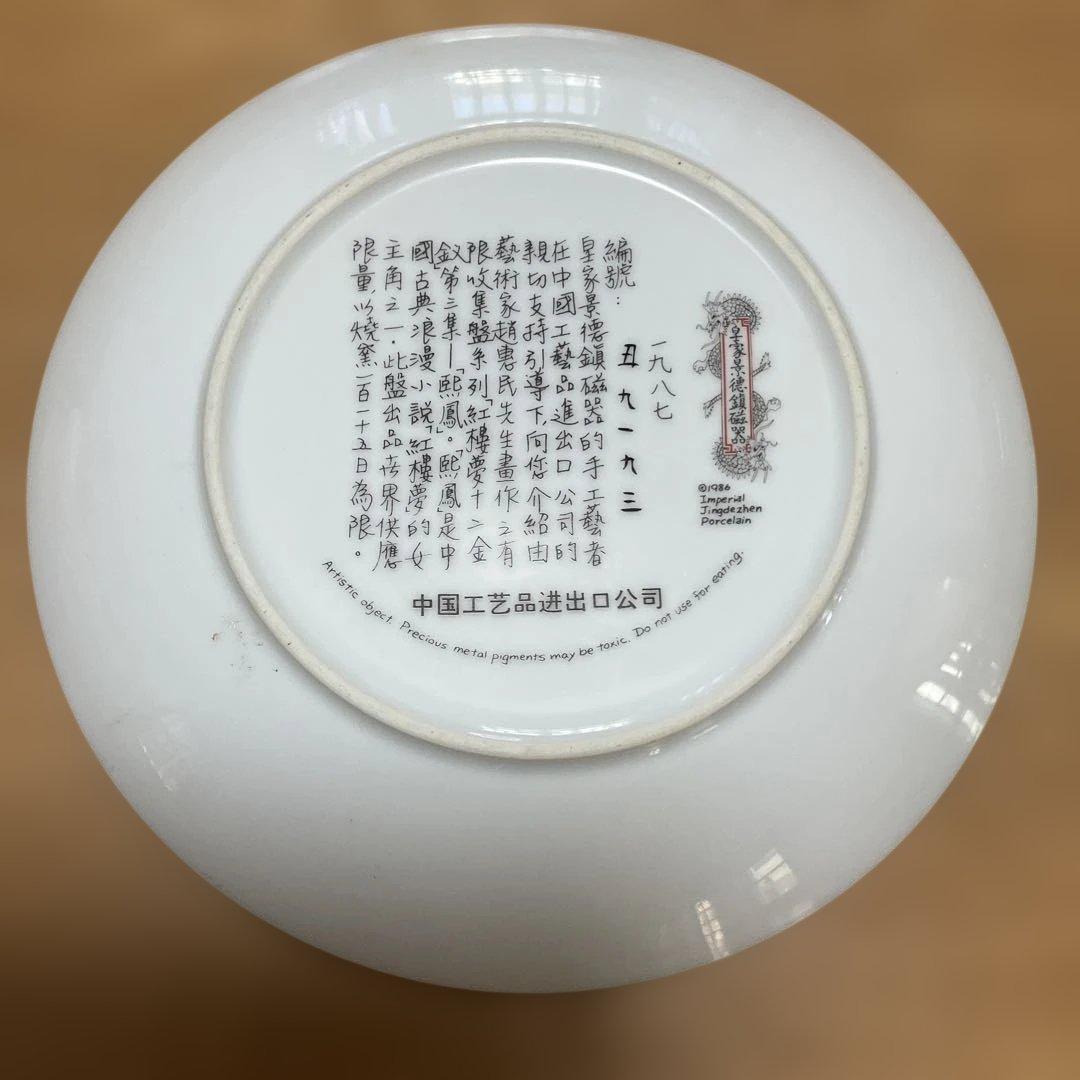 皇家景德鎮磁器
©1986
Imperial
Jingdezhen
Porcelain
一九八七
編號：
丑九一九三
皇家景德鎮磁器的手工藝者
在中國工藝品進出口公司的
親切支持引導下,向您介紹由
藝術家趙惠民先生畫作之有
限收集盤系列「紅樓夢十二金
釵」第三集—「熙鳳」。「熙鳳」是中
國古典浪漫小說「紅樓夢」的女
主角之一.此盤出品世界供應
限量,以燒窯一百一十五日為限。
中国工艺品进出口公司
Artistic object. Precious metal pigments may be toxic. Do not use for eating.